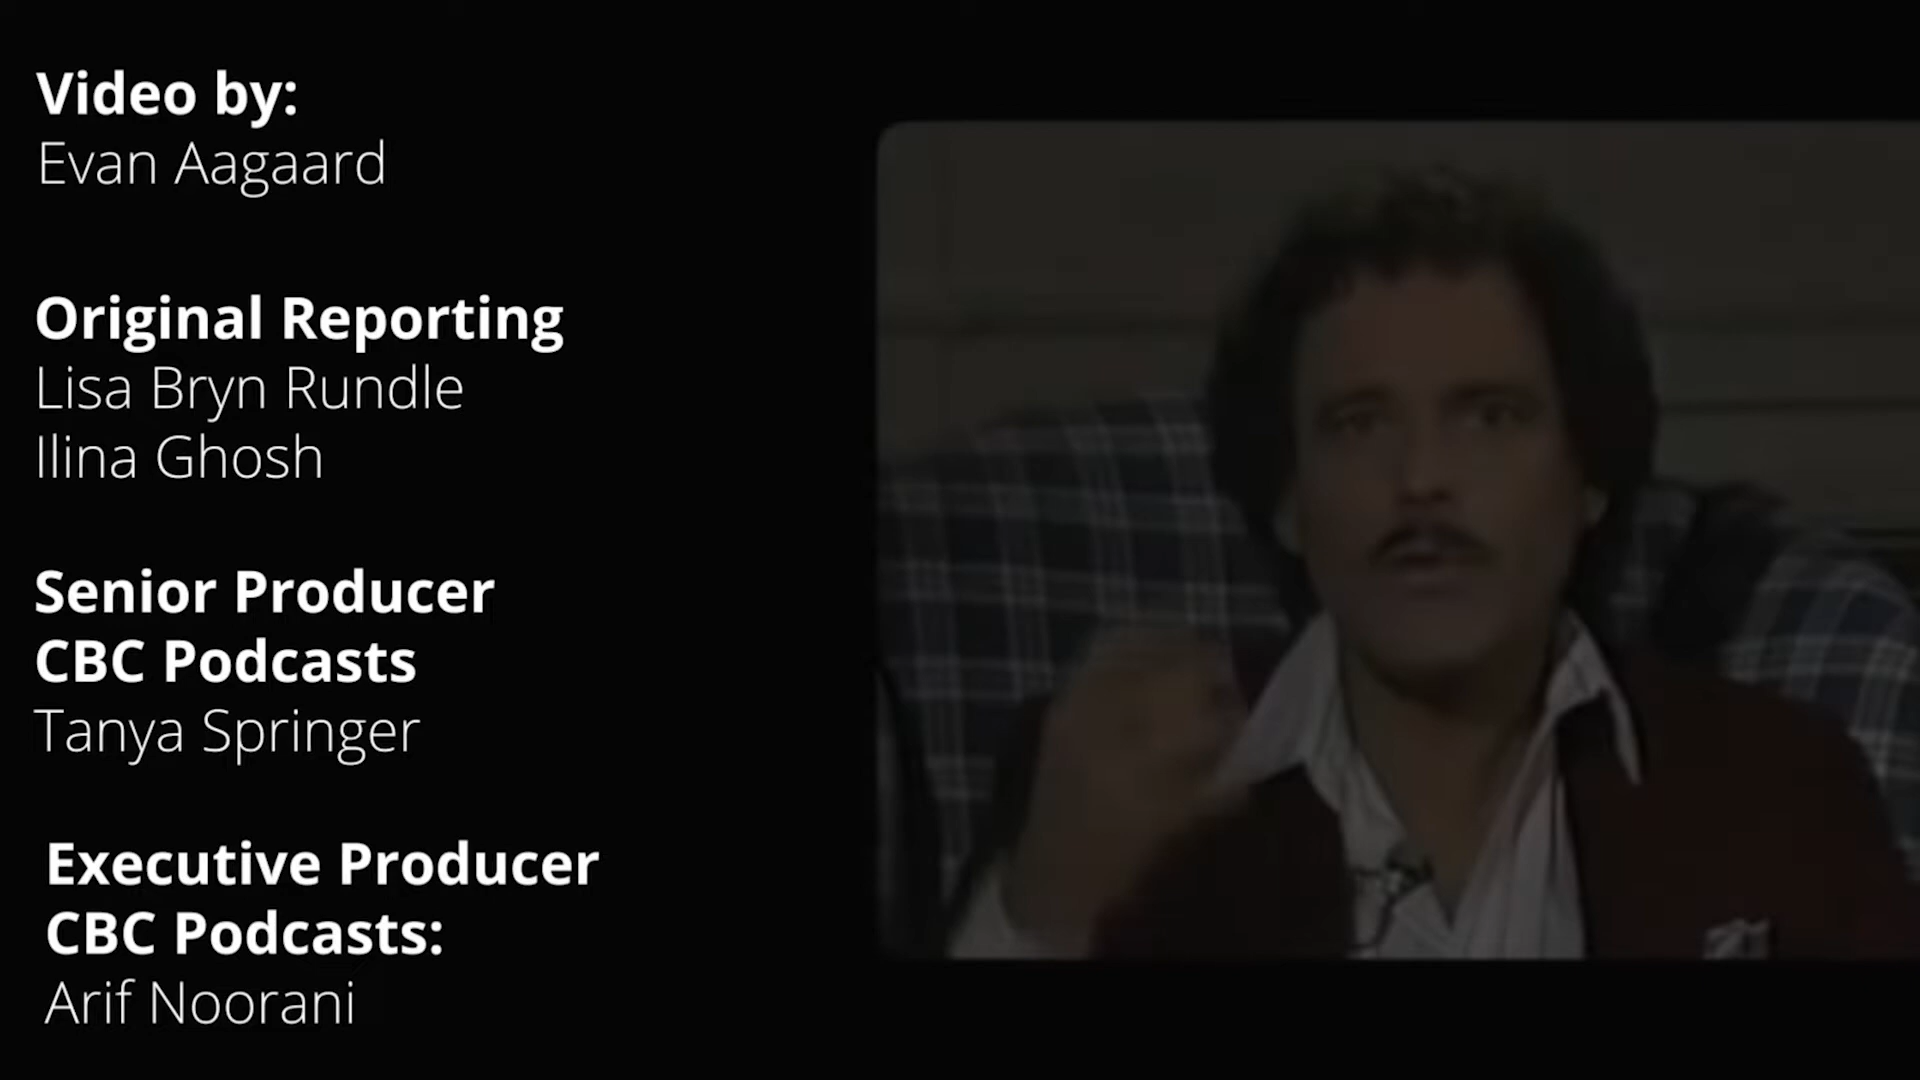 Video by:
Evan Aagaard
Original Reporting
Lisa Bryn Rundle
Ilina Ghosh
Senior Producer
CBC Podcasts
Tanya Springer
Executive Producer
CBC Podcasts:
Arif Noorani